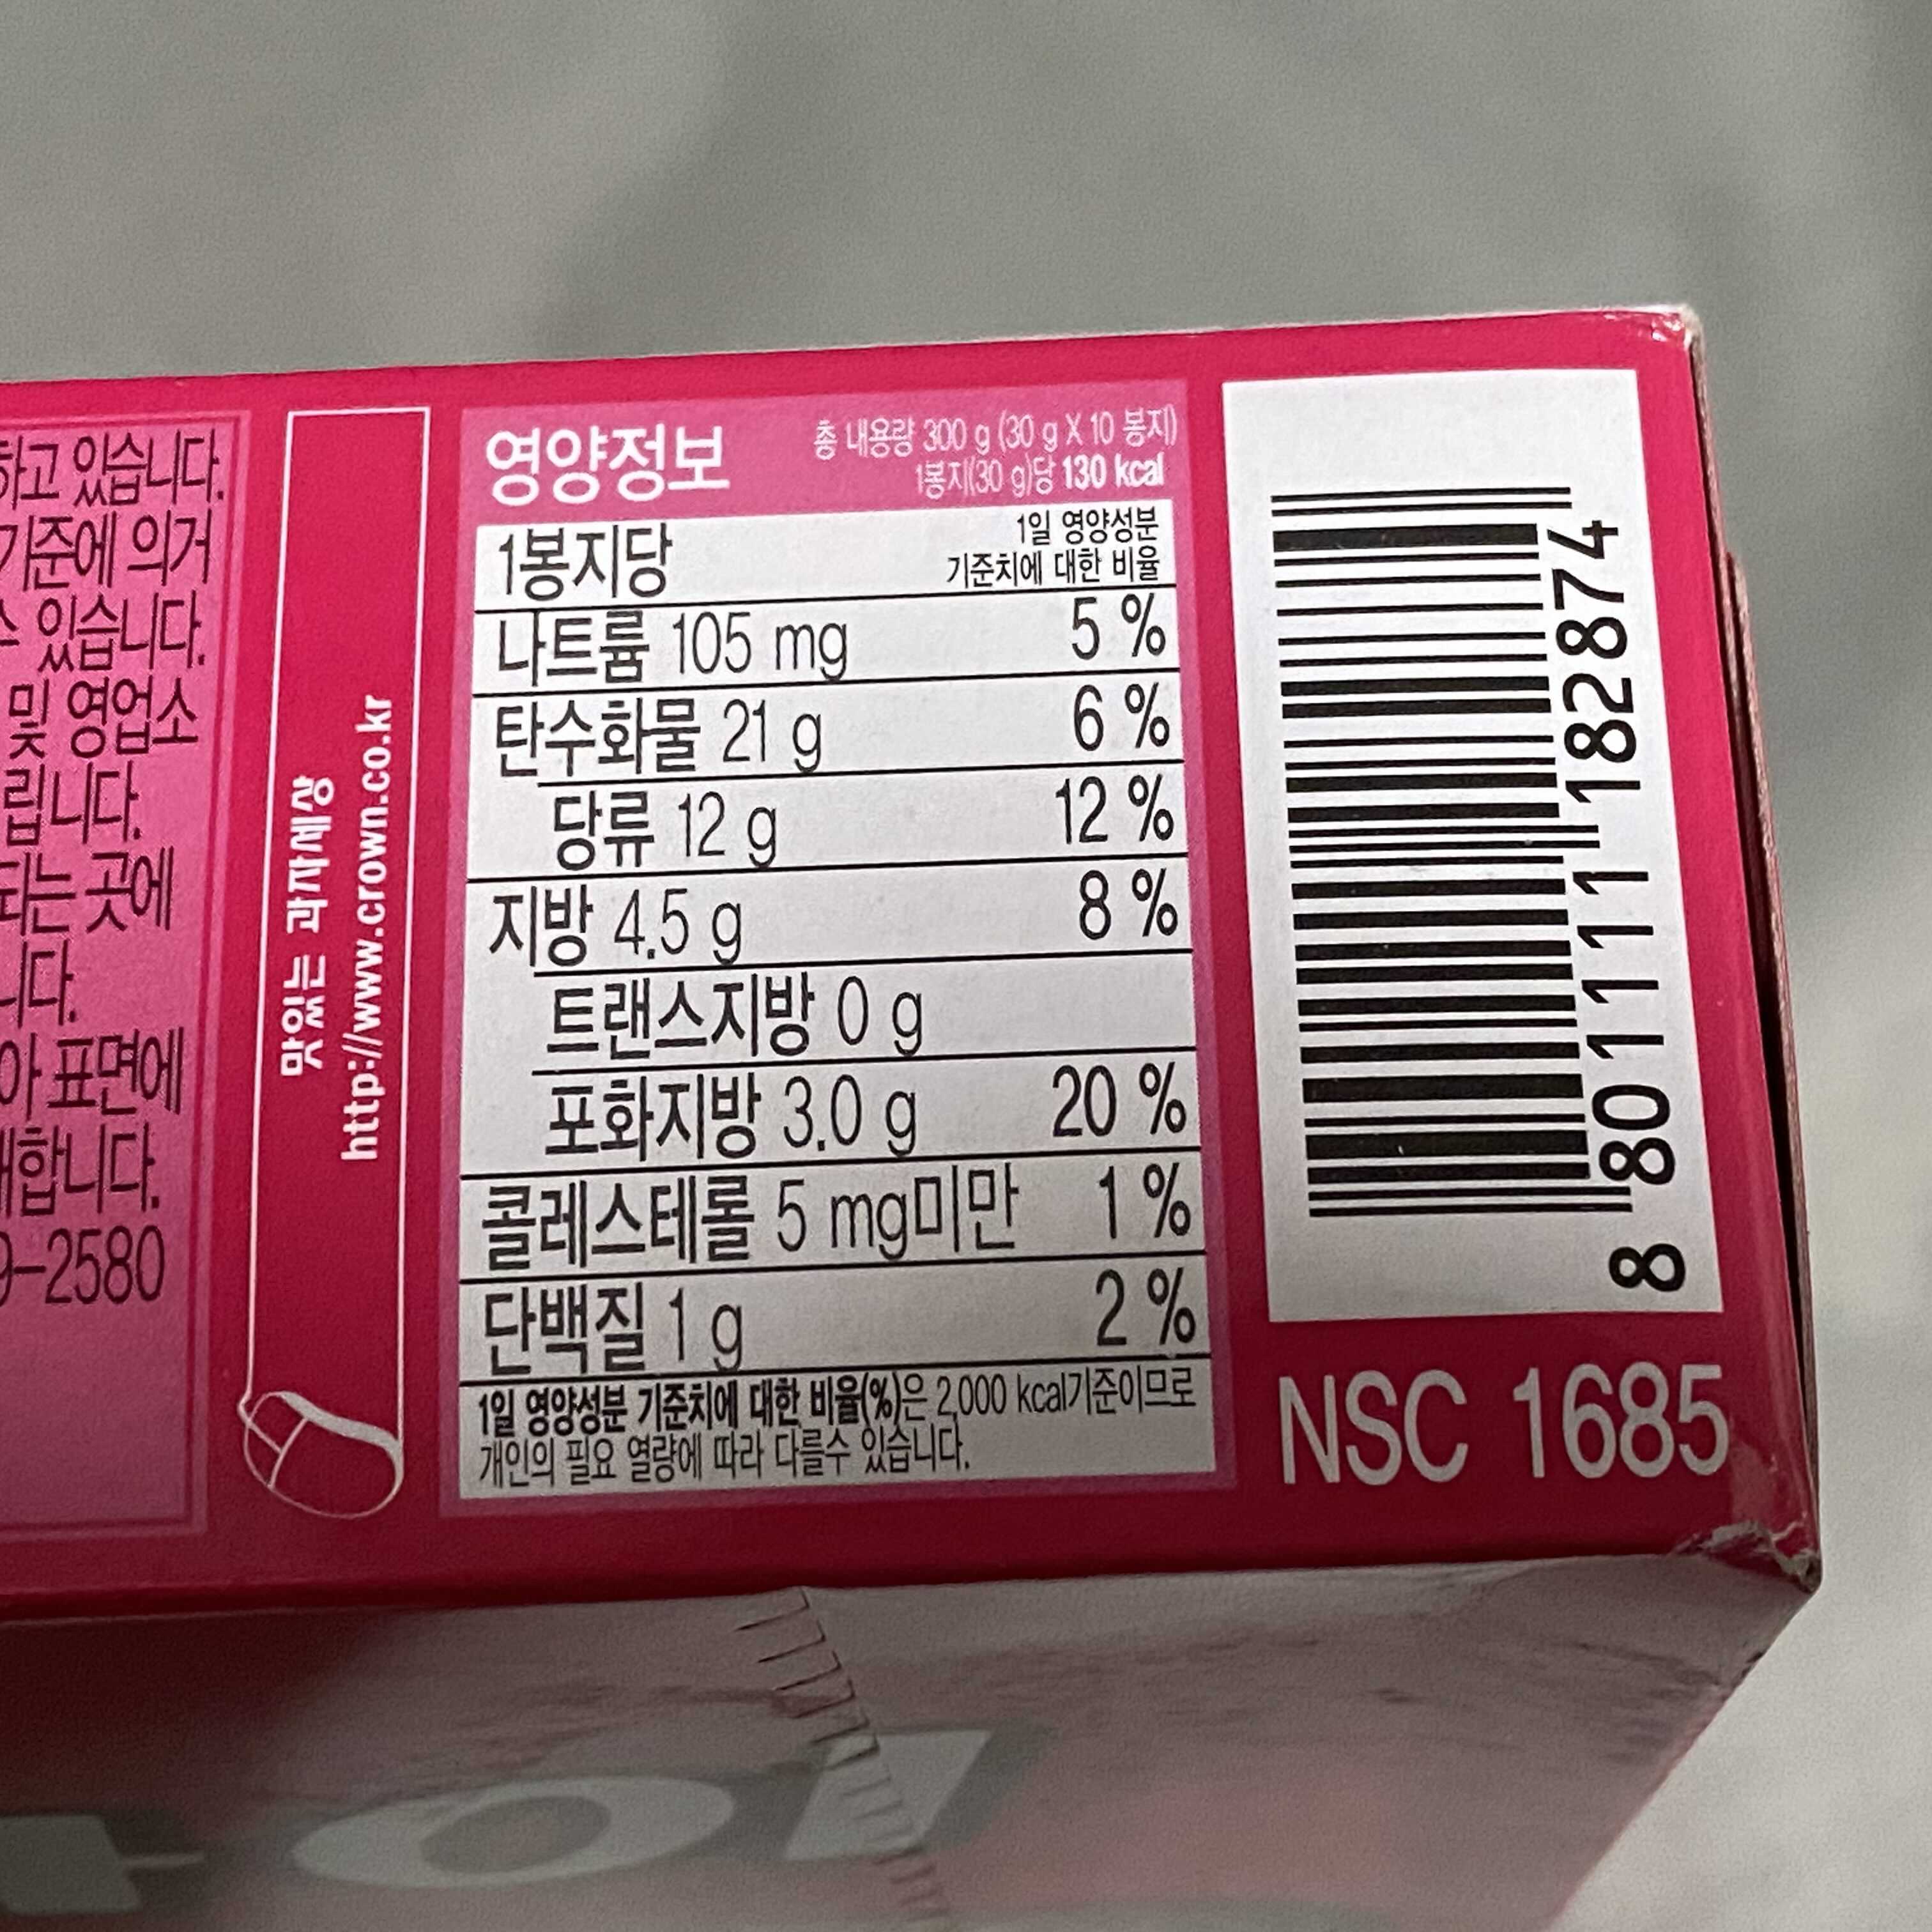 하고 있습니다.
기준에 의거
수 있습니다.
및 영업소
립니다.
되는 곳에
니다.
아 표면에
합니다.
9-2580
맛있는 과자세상
http://www.crown.co.kr
영양정보
총 내용량 300 g (30 g X 10 봉지)
1봉지(30 g)당 130 kcal
1봉지당
1일 영양성분
기준치에 대한 비율
나트륨 105 mg 5 %
탄수화물 21 g 6 %
당류 12 g 12 %
지방 4.5 g 8 %
트랜스지방 0 g
포화지방 3.0 g 20 %
콜레스테롤 5 mg미만 1 %
단백질 1 g 2 %
1일 영양성분 기준치에 대한 비율(%)은 2,000 kcal기준이므로
개인의 필요 열량에 따라 다를수 있습니다.
8 801111 182874
NSC 1685